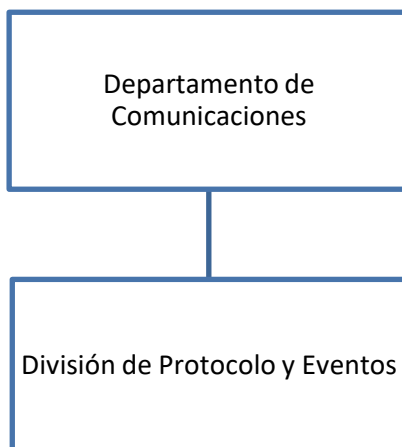 Departamento de
Comunicaciones
División de Protocolo y Eventos